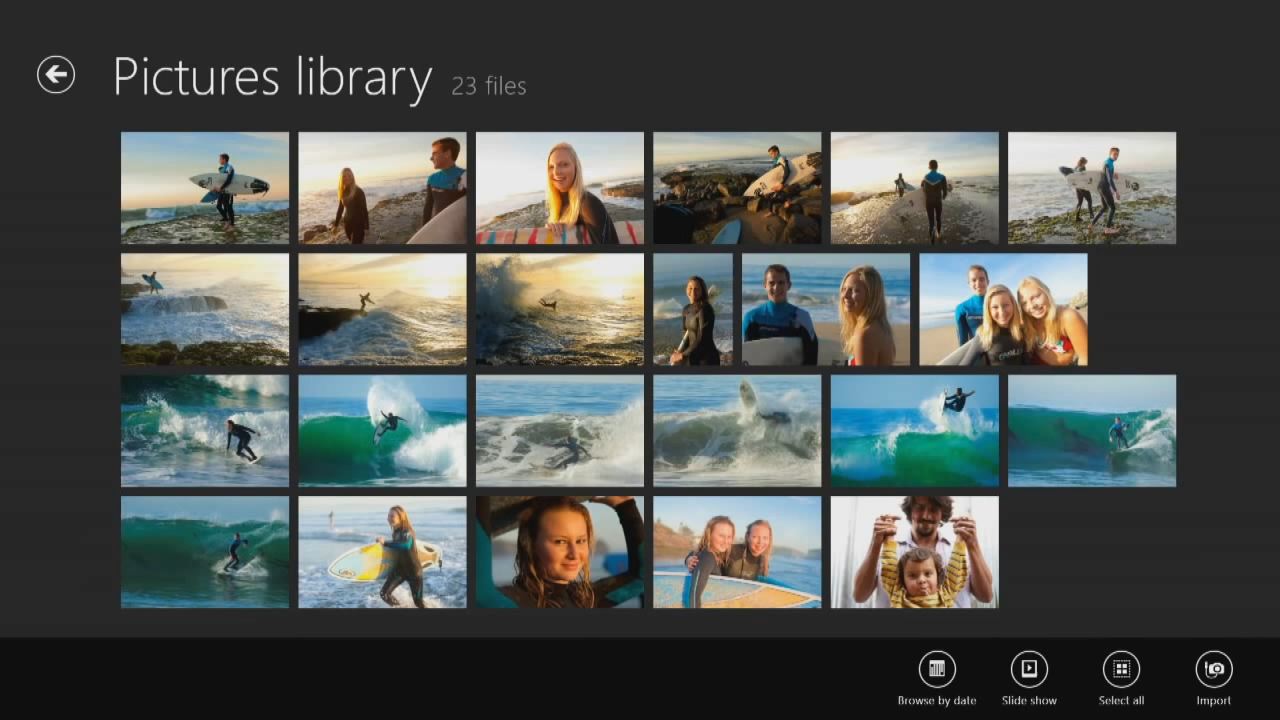 Pictures library 23 files
Browse by date
Slide show
Select all
Import